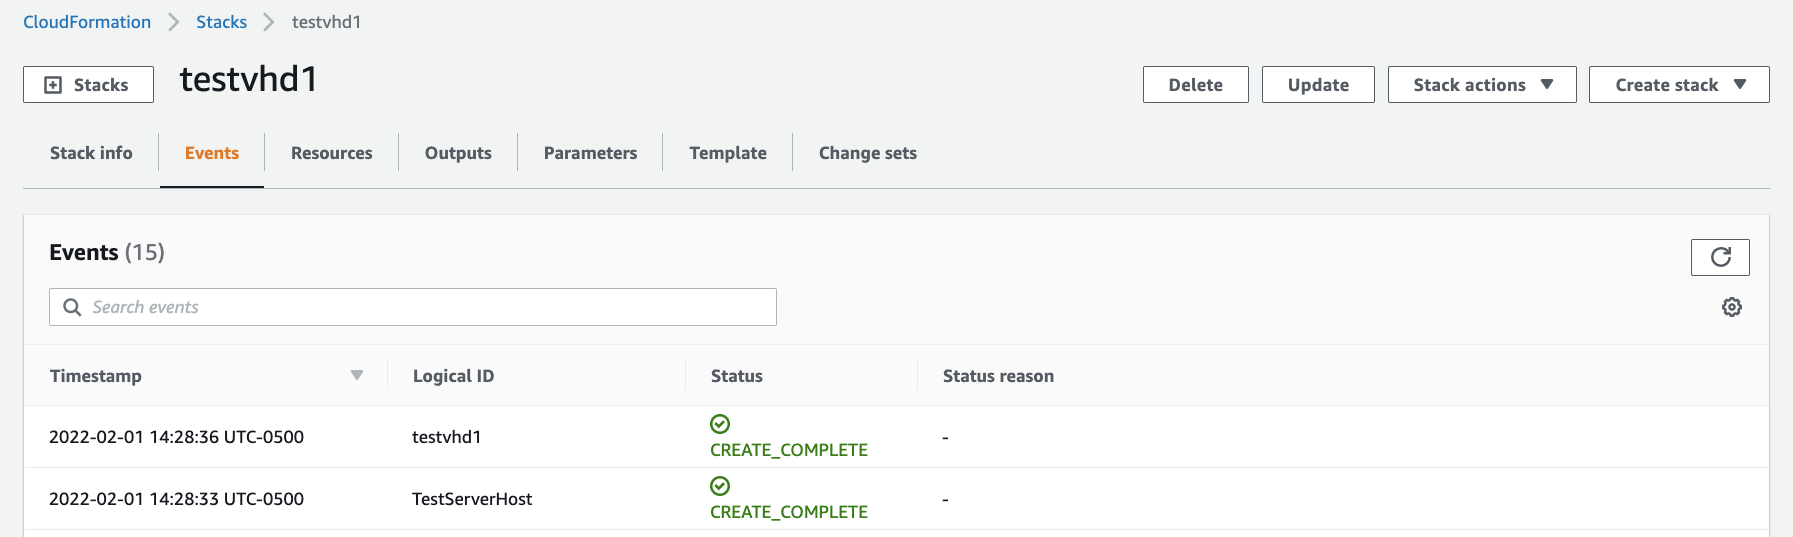 CloudFormation > Stacks > testvhd1
Stacks testvhd1 Delete Update Stack actions Create stack
Stack info Events Resources Outputs Parameters Template Change sets
Events (15)
Search events
Timestamp Logical ID Status Status reason
2022-02-01 14:28:36 UTC-0500 testvhd1 CREATE_COMPLETE -
2022-02-01 14:28:33 UTC-0500 TestServerHost CREATE_COMPLETE -